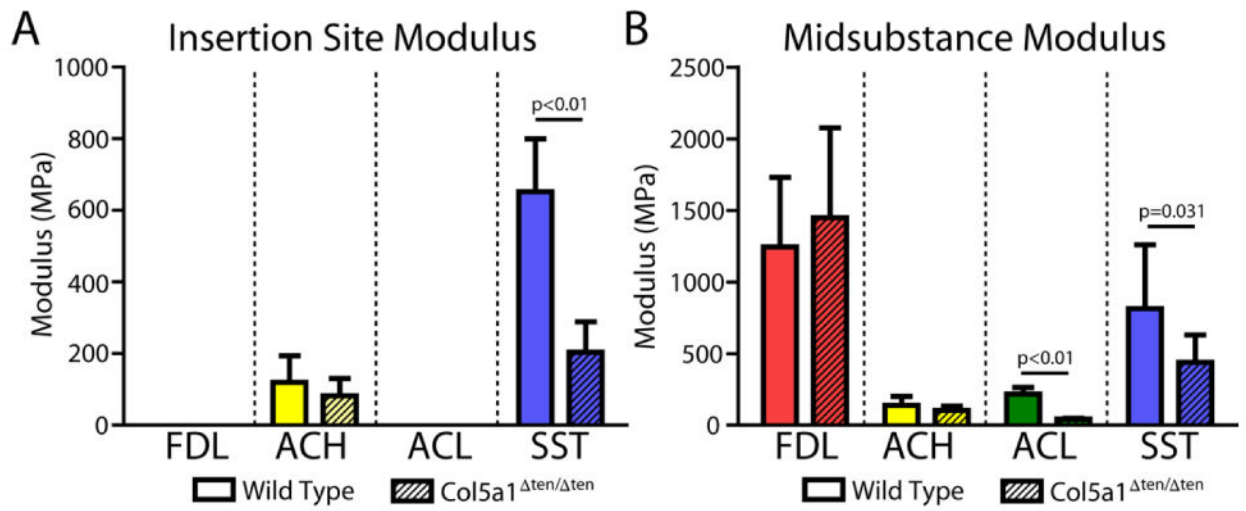 A
Insertion Site Modulus
Modulus (MPa)
1000
800
600
400
200
0
p<0.01
FDL ACH ACL SST
Wild Type Col5a1Δten/Δten
B
Midsubstance Modulus
Modulus (MPa)
2500
2000
1500
1000
500
0
p<0.01
p=0.031
FDL ACH ACL SST
Wild Type Col5a1Δten/Δten